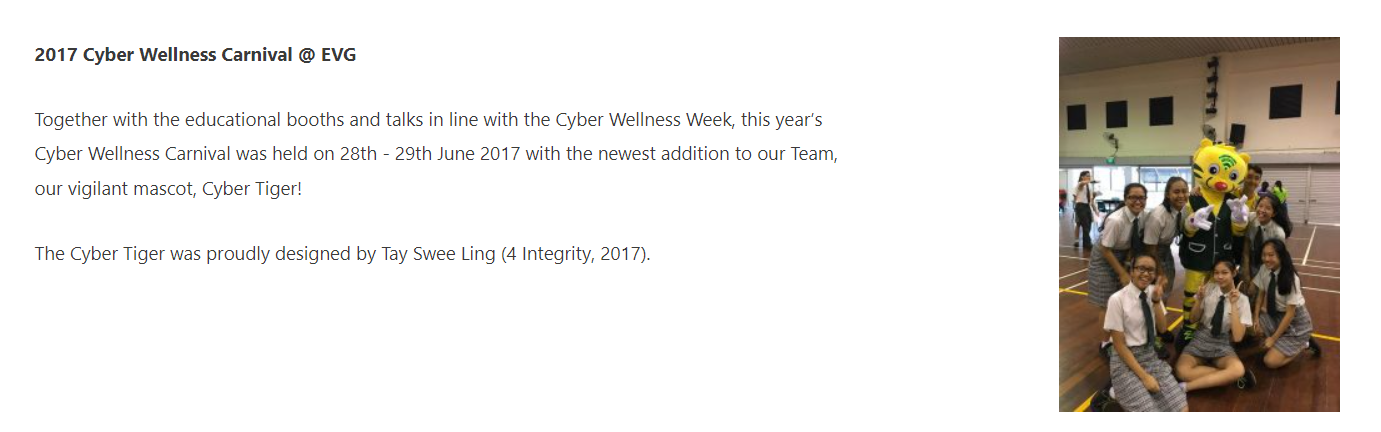 2017 Cyber Wellness Carnival @ EVG
Together with the educational booths and talks in line with the Cyber Wellness Week, this year's
Cyber Wellness Carnival was held on 28th - 29th June 2017 with the newest addition to our Team,
our vigilant mascot, Cyber Tiger!
The Cyber Tiger was proudly designed by Tay Swee Ling (4 Integrity, 2017).